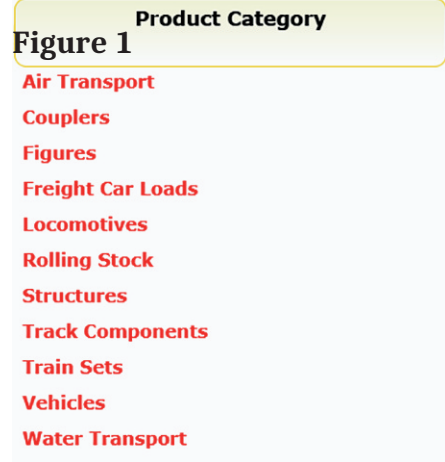 Product Category
Figure 1
Air Transport
Couplers
Figures
Freight Car Loads
Locomotives
Rolling Stock
Structures
Track Components
Train Sets
Vehicles
Water Transport